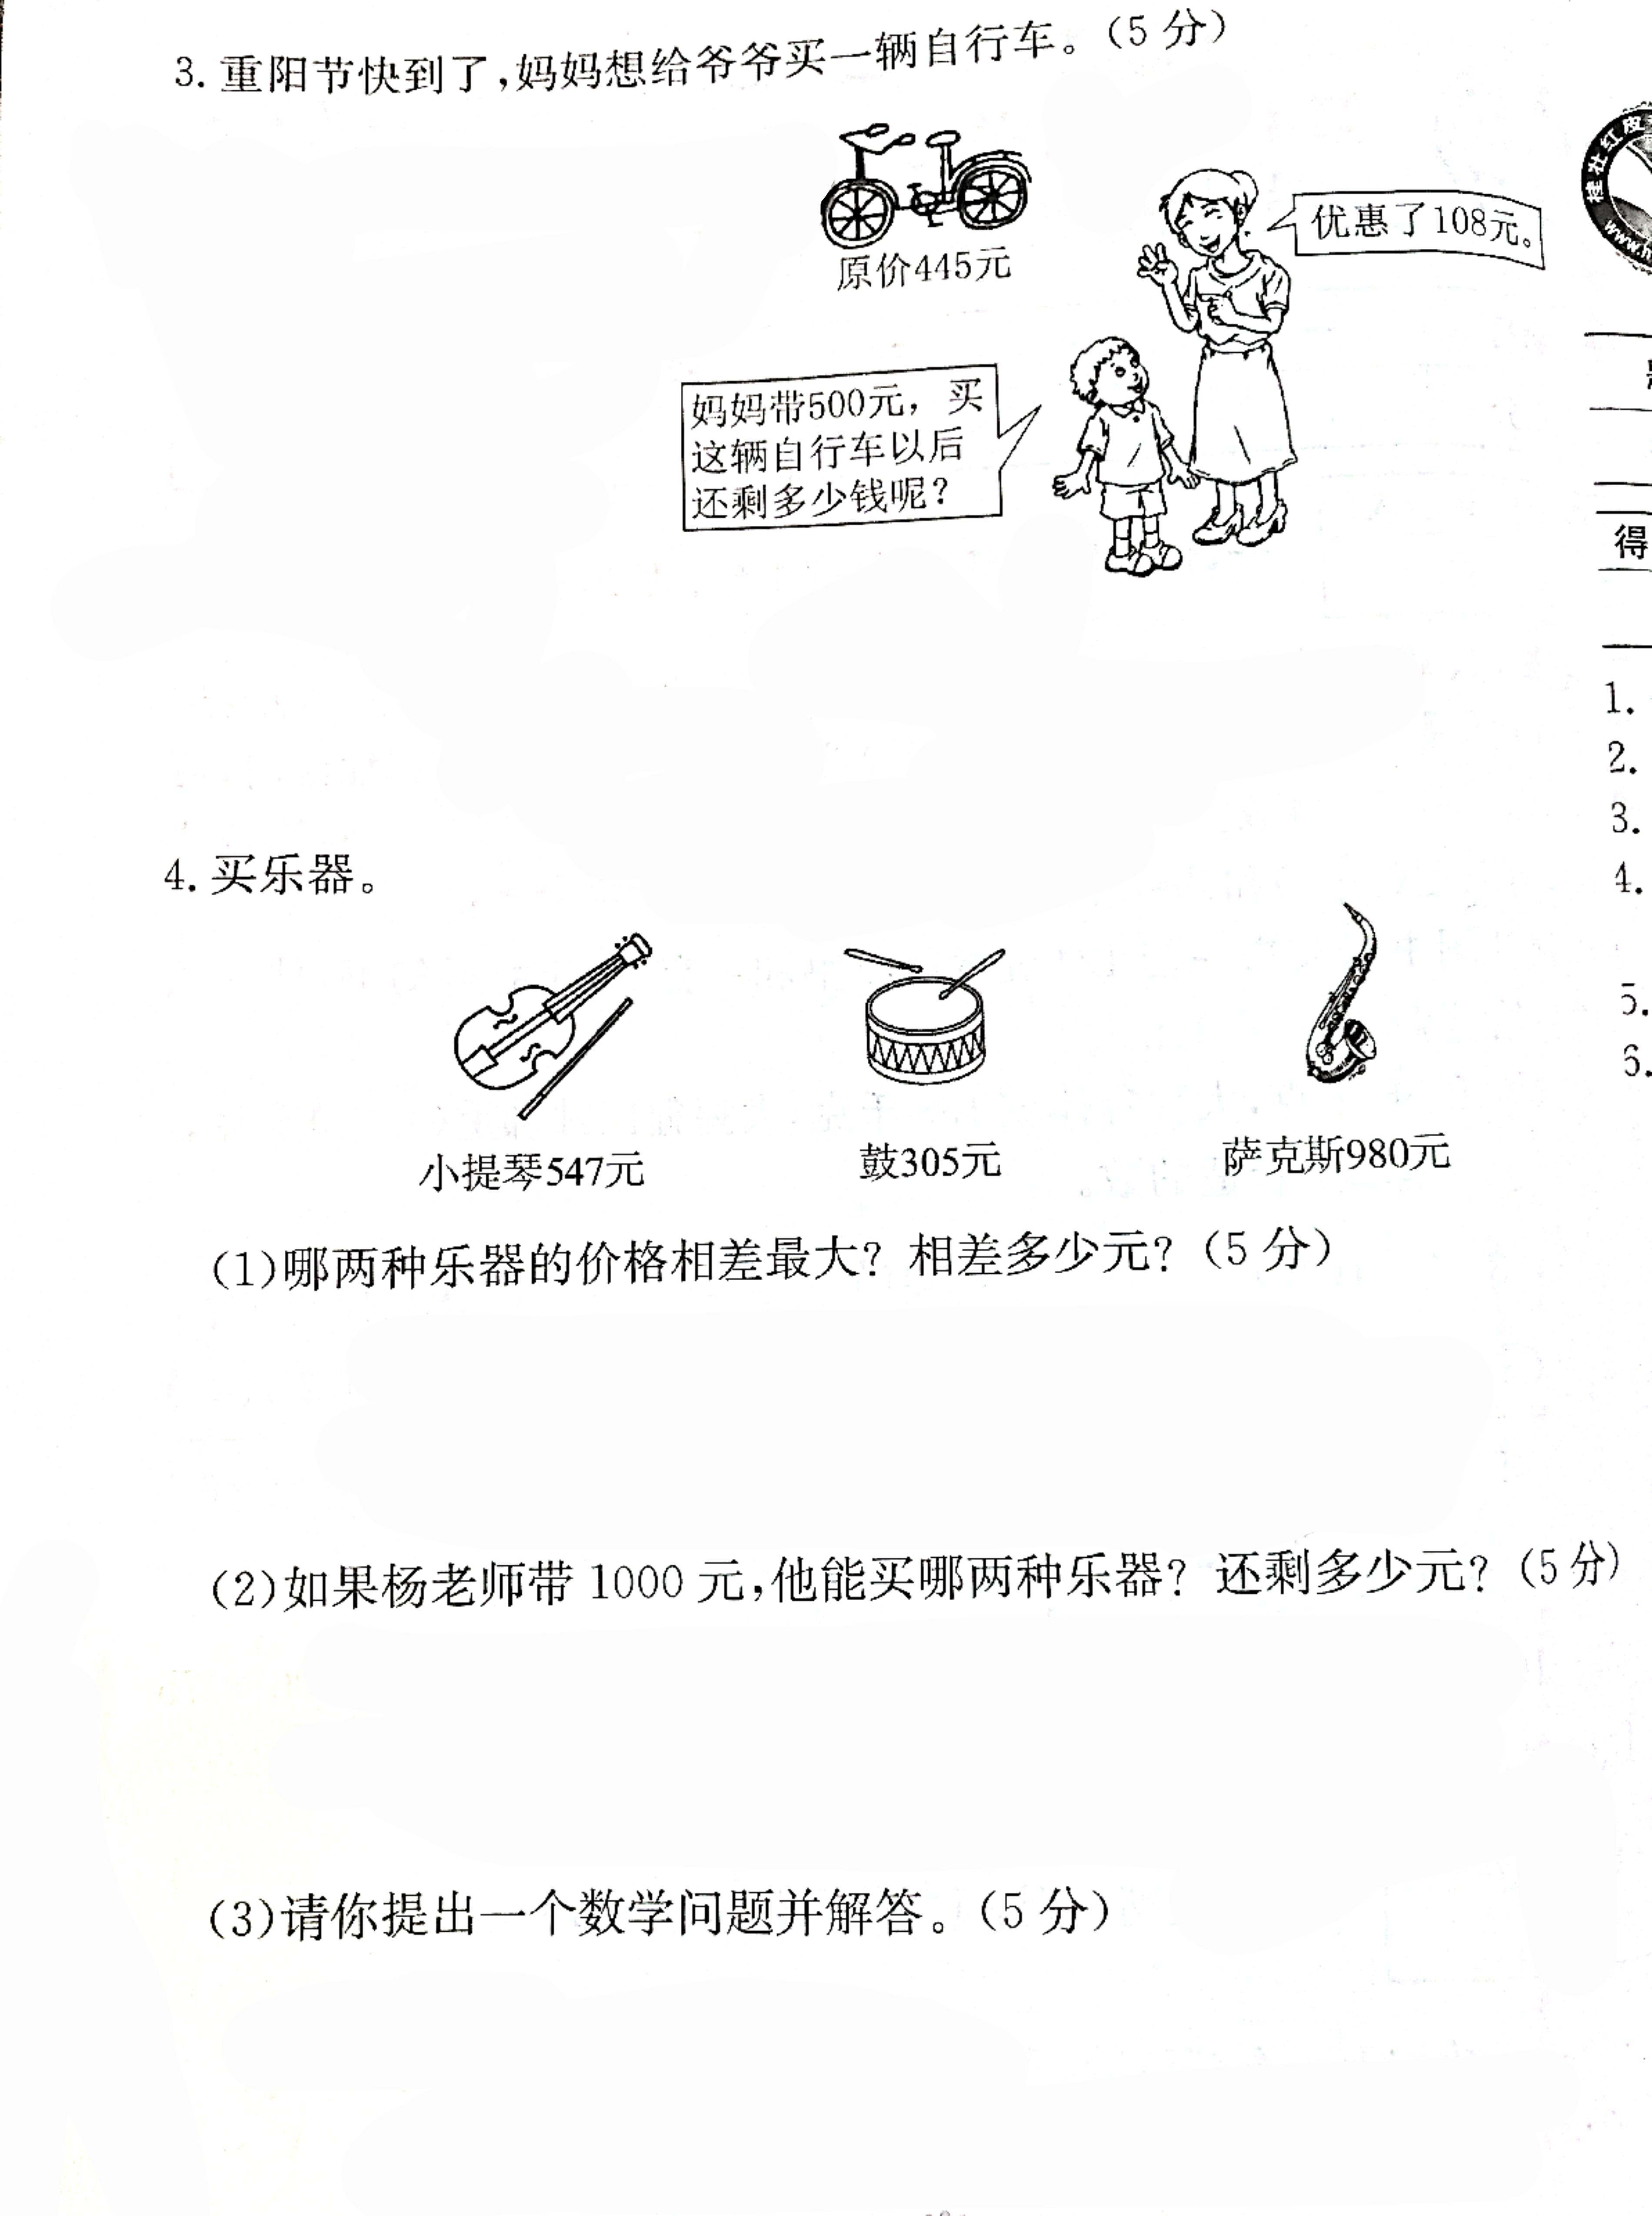 3.重阳节快到了,妈妈想给爷爷买一辆自行车。(5分)
原价445元
优惠了108元。
妈妈带500元，买
这辆自行车以后
还剩多少钱呢?
得
1.
2.
3.
4.
5.
6.
4.买乐器。
小提琴547元
鼓305元
萨克斯980元
(1)哪两种乐器的价格相差最大? 相差多少元?(5分)
(2)如果杨老师带1000元,他能买哪两种乐器? 还剩多少元?(5分)
(3)请你提出一个数学问题并解答。(5分)